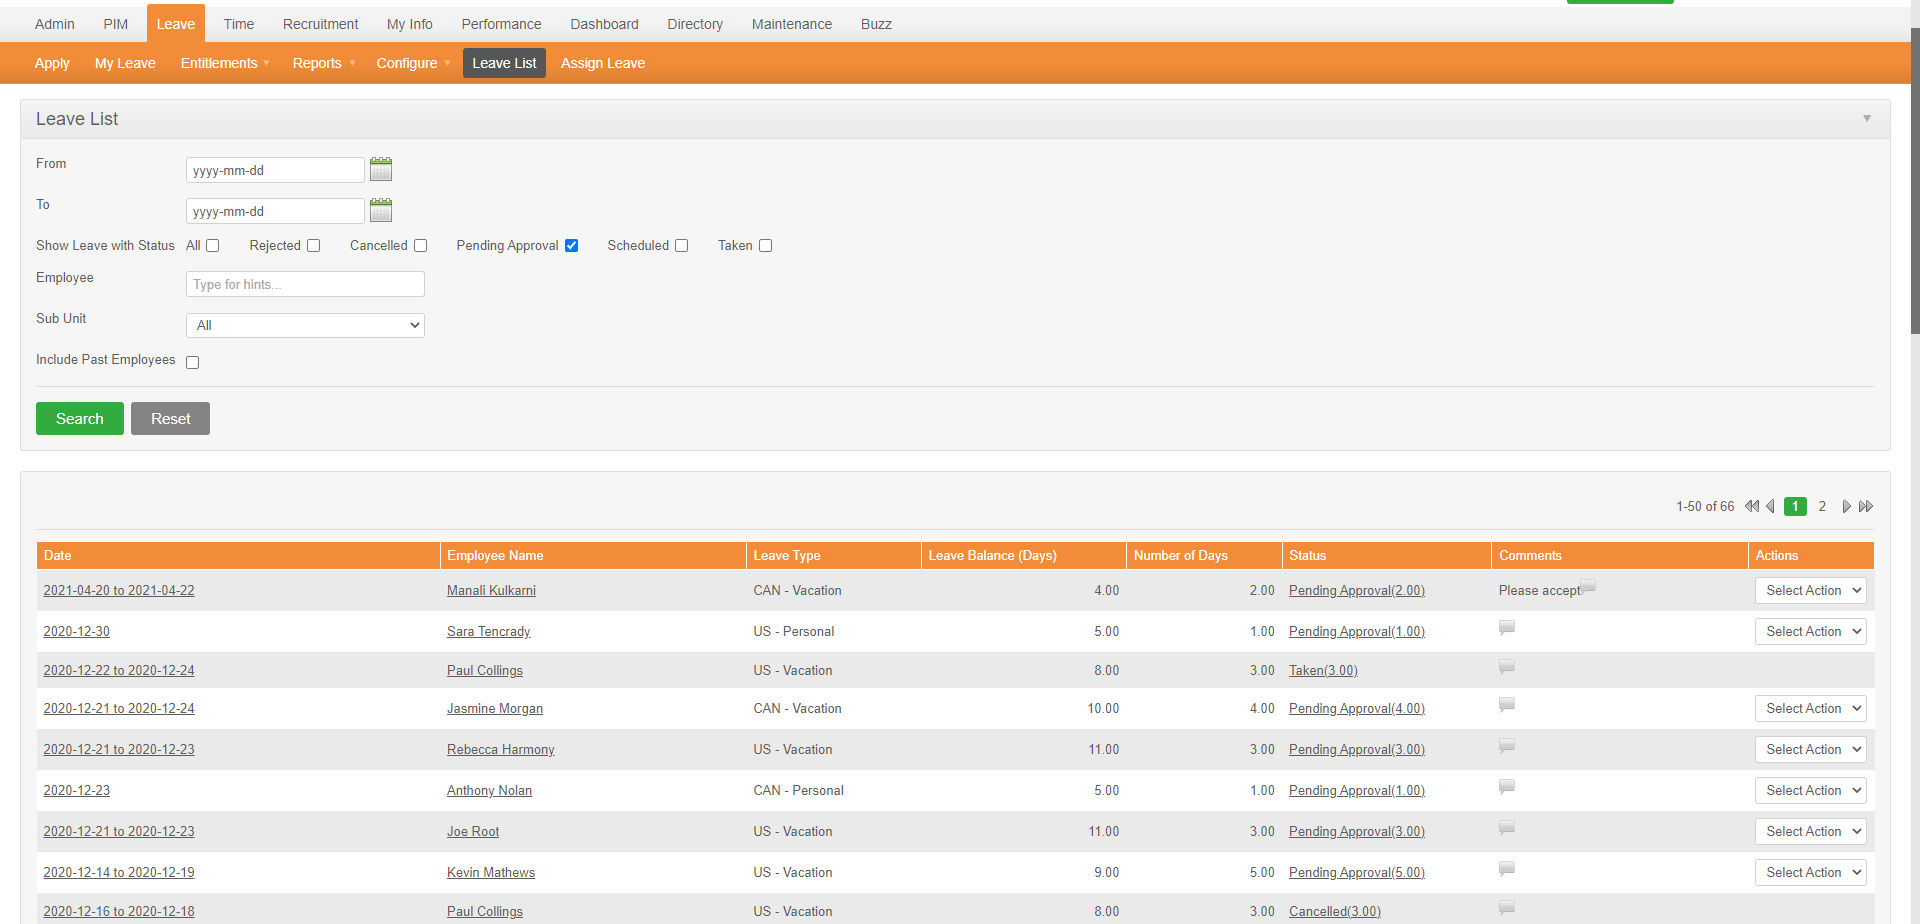 Admin PIM Leave Time Recruitment My Info Performance Dashboard Directory Maintenance Buzz
Apply My Leave Entitlements Reports Configure Leave List Assign Leave
Leave List
From yyyy-mm-dd
To yyyy-mm-dd
Show Leave with Status All Rejected Cancelled Pending Approval Scheduled Taken
Employee Type for hints...
Sub Unit All
Include Past Employees
Search Reset
1-50 of 66 1 2
Date Employee Name Leave Type Leave Balance (Days) Number of Days Status Comments Actions
2021-04-20 to 2021-04-22 Manali Kulkarni CAN - Vacation 4.00 2.00 Pending Approval(2.00) Please accept Select Action
2020-12-30 Sara Tencrady US - Personal 5.00 1.00 Pending Approval(1.00) Select Action
2020-12-22 to 2020-12-24 Paul Collings US - Vacation 8.00 3.00 Taken(3.00)
2020-12-21 to 2020-12-24 Jasmine Morgan CAN - Vacation 10.00 4.00 Pending Approval(4.00) Select Action
2020-12-21 to 2020-12-23 Rebecca Harmony US - Vacation 11.00 3.00 Pending Approval(3.00) Select Action
2020-12-23 Anthony Nolan CAN - Personal 5.00 1.00 Pending Approval(1.00) Select Action
2020-12-21 to 2020-12-23 Joe Root US - Vacation 11.00 3.00 Pending Approval(3.00) Select Action
2020-12-14 to 2020-12-19 Kevin Mathews US - Vacation 9.00 5.00 Pending Approval(5.00) Select Action
2020-12-16 to 2020-12-18 Paul Collings US - Vacation 8.00 3.00 Cancelled(3.00)